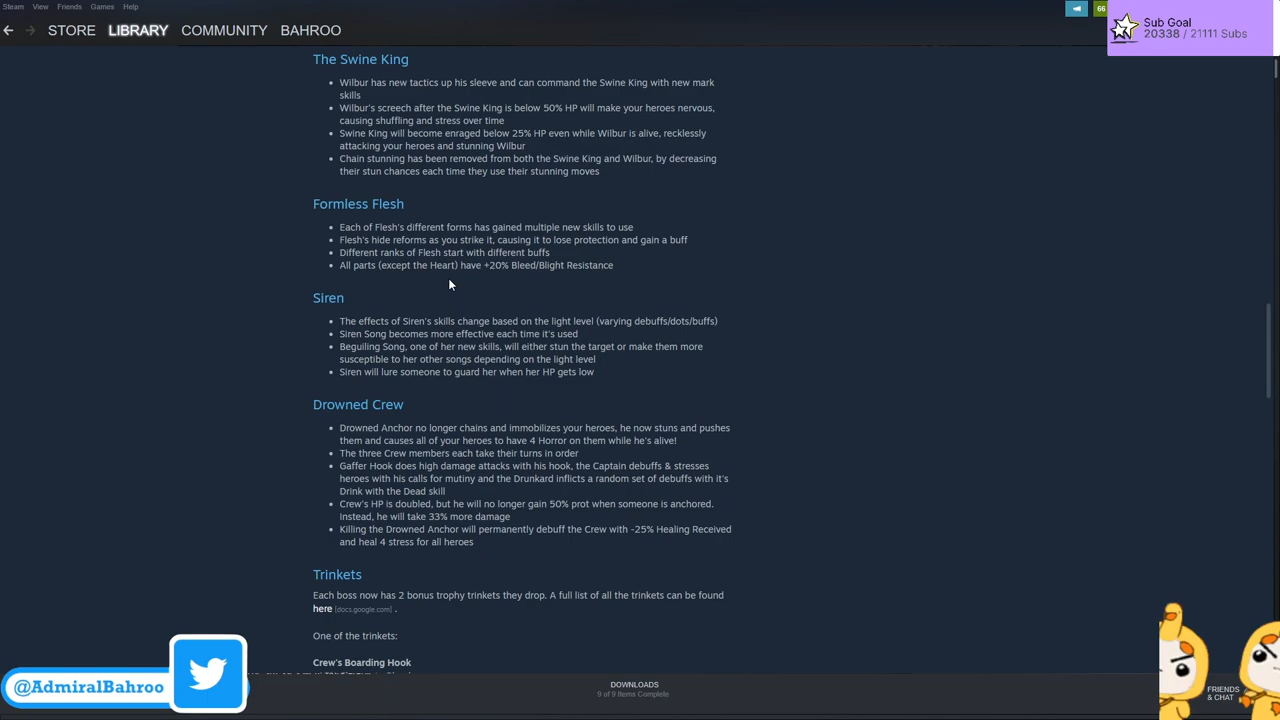 Steam View Friends Games Help
66
STORE LIBRARY COMMUNITY BAHROO
Sub Goal
20338 / 21111 Subs
The Swine King
Wilbur has new tactics up his sleeve and can command the Swine King with new mark
skills
Wilbur's screech after the Swine King is below 50% HP will make your heroes nervous,
causing shuffling and stress over time
Swine King will become enraged below 25% HP even while Wilbur is alive, recklessly
attacking your heroes and stunning Wilbur
Chain stunning has been removed from both the Swine King and Wilbur, by decreasing
their stun chances each time they use their stunning moves
Formless Flesh
Each of Flesh's different forms has gained multiple new skills to use
Flesh's hide reforms as you strike it, causing it to lose protection and gain a buff
Different ranks of Flesh start with different buffs
All parts (except the Heart) have +20% Bleed/Blight Resistance
Siren
The effects of Siren's skills change based on the light level (varying debuffs/dots/buffs)
Siren Song becomes more effective each time it's used
Beguiling Song, one of her new skills, will either stun the target or make them more
susceptible to her other songs depending on the light level
Siren will lure someone to guard her when her HP gets low
Drowned Crew
Drowned Anchor no longer chains and immobilizes your heroes, he now stuns and pushes
them and causes all of your heroes to have 4 Horror on them while he's alive!
The three Crew members each take their turns in order
Gaffer Hook does high damage attacks with his hook, the Captain debuffs & stresses
heroes with his calls for mutiny and the Drunkard inflicts a random set of debuffs with it's
Drink with the Dead skill
Crew's HP is doubled, but he will no longer gain 50% prot when someone is anchored.
Instead, he will take 33% more damage
Killing the Drowned Anchor will permanently debuff the Crew with -25% Healing Received
and heal 4 stress for all heroes
Trinkets
Each boss now has 2 bonus trophy trinkets they drop. A full list of all the trinkets can be found
here [docs.google.com] .
One of the trinkets:
Crew's Boarding Hook
@AdmiralBahroo
DOWNLOADS
9 of 9 Items Complete
FRIENDS
& CHAT